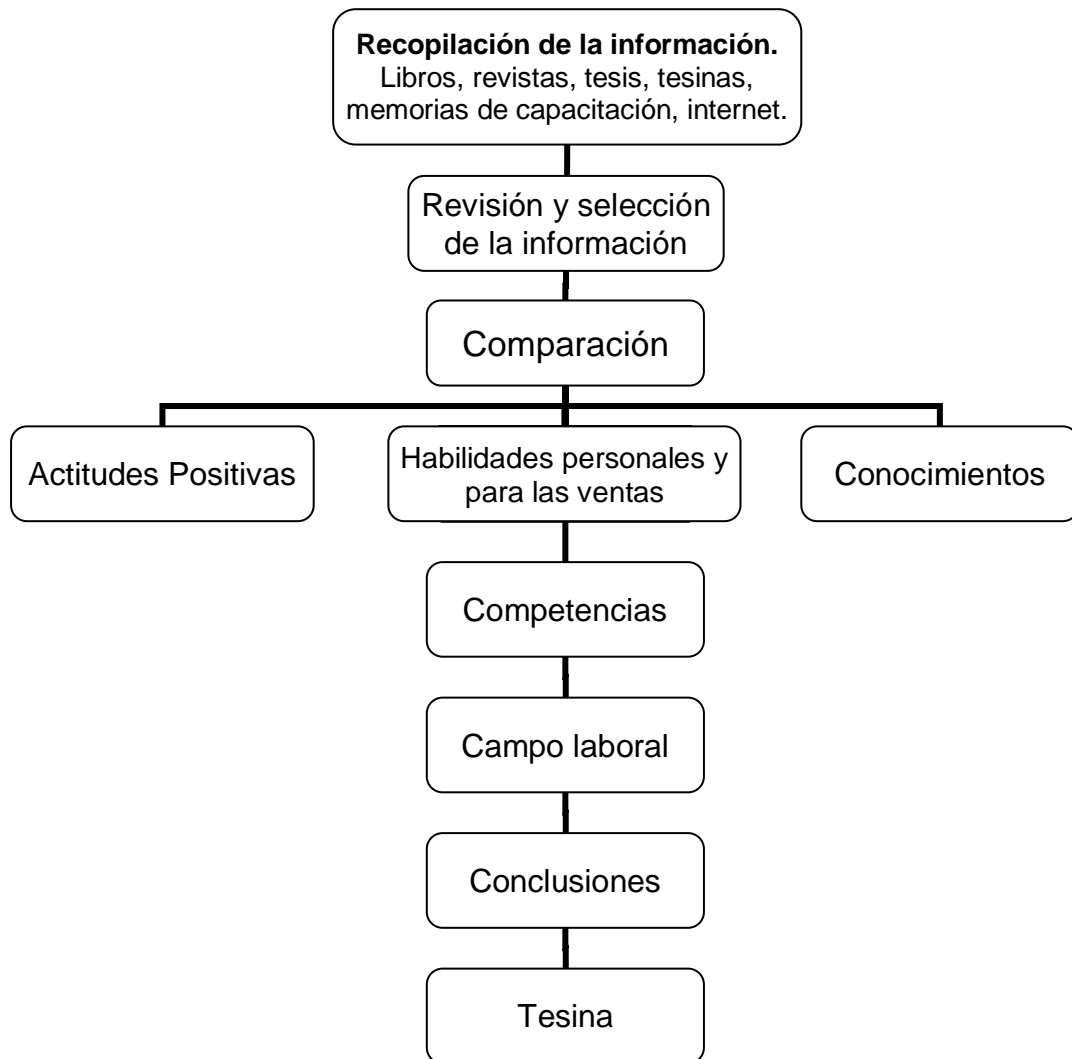 Recopilación de la información.
Libros, revistas, tesis, tesinas,
memorias de capacitación, internet.
Revisión y selección
de la información
Comparación
Actitudes Positivas
Habilidades personales y
para las ventas
Conocimientos
Competencias
Campo laboral
Conclusiones
Tesina